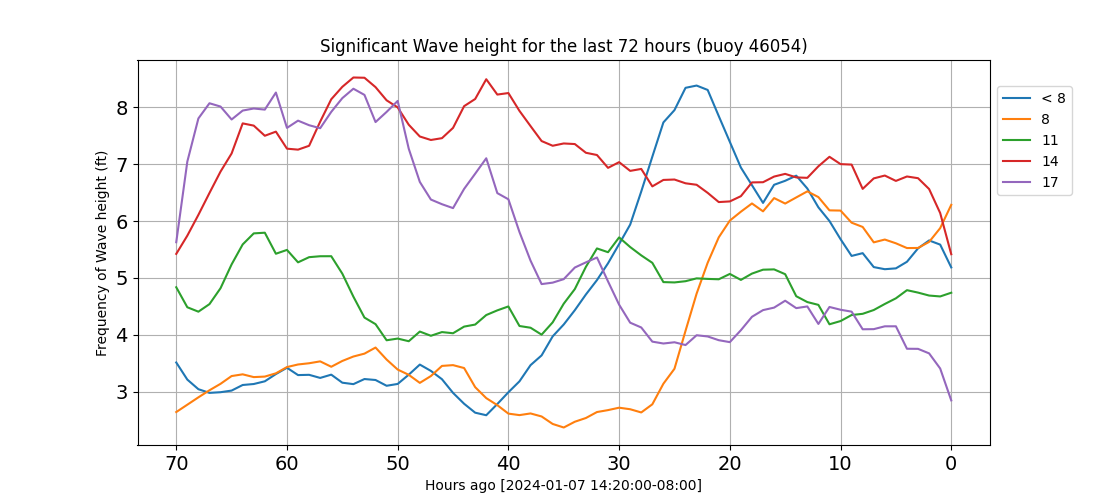 Significant Wave height for the last 72 hours (buoy 46054)
Frequency of Wave height (ft)
8
7
6
5
4
3
70 60 50 40 30 20 10 0
Hours ago [2024-01-07 14:20:00-08:00]
< 8
8
11
14
17